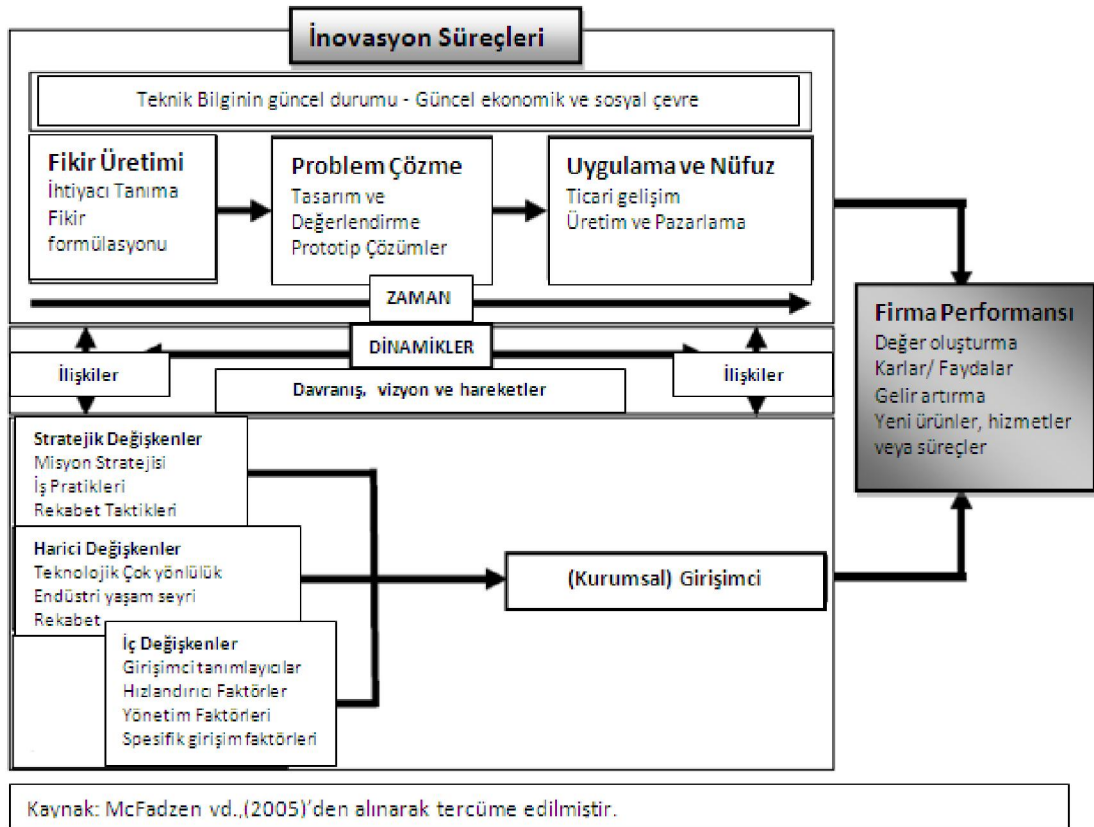 İnovasyon Süreçleri
Teknik Bilginin güncel durumu - Güncel ekonomik ve sosyal çevre
Fikir Üretimi
İhtiyacı Tanıma
Fikir
formülasyonu
Problem Çözme
Tasarım ve
Değerlendirme
Prototip Çözümler
Uygulama ve Nüfuz
Ticari gelişim
Üretim ve Pazarlama
ZAMAN
DİNAMİKLER
İlişkiler
Davranış, vizyon ve hareketler
İlişkiler
Firma Performansı
Değer oluşturma
Karlar/ Faydalar
Gelir artırma
Yeni ürünler, hizmetler
veya süreçler
Stratejik Değişkenler
Misyon Stratejisi
İş Pratikleri
Rekabet Taktikleri
Harici Değişkenler
Teknolojik Çok yönlülük
Endüstri yaşam seyri
Rekabet
İç Değişkenler
Girişimci tanımlayıcılar
Hızlandırıcı Faktörler
Yönetim Faktörleri
Spesifik girişim faktörleri
(Kurumsal) Girişimci
Kaynak: McFadzen vd.,(2005)'den alınarak tercüme edilmiştir.